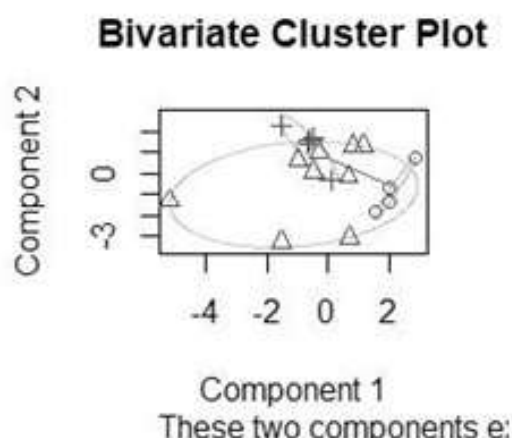 Bivariate Cluster Plot
Component 2
0
-3
-4 -2 0 2
Component 1
These two components e